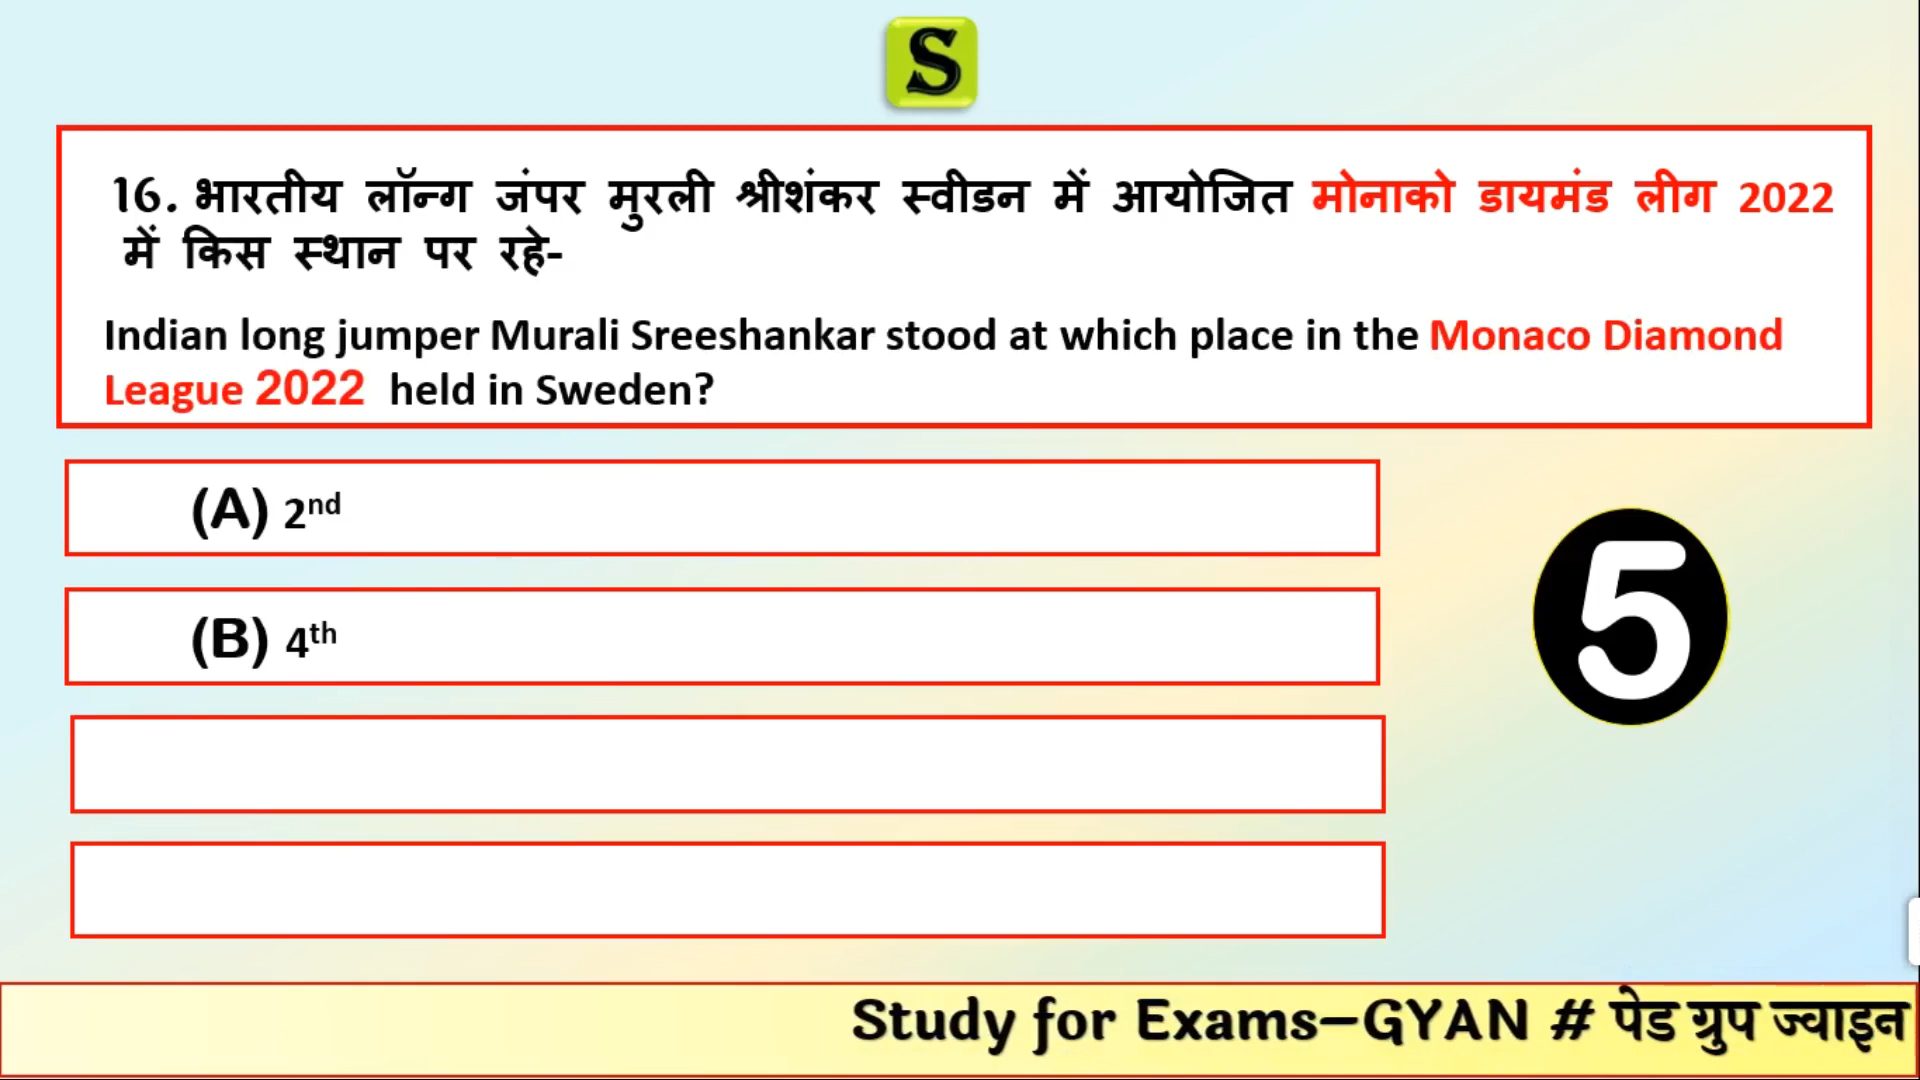 S
16. भारतीय लॉन्ग जंपर मुरली श्रीशंकर स्वीडन में आयोजित मोनाको डायमंड लीग 2022
में किस स्थान पर रहे-
Indian long jumper Murali Sreeshankar stood at which place in the Monaco Diamond
League 2022 held in Sweden?
(A) 2nd
(B) 4th
5
Study for Exams-GYAN # पेड ग्रुप ज्वाइन